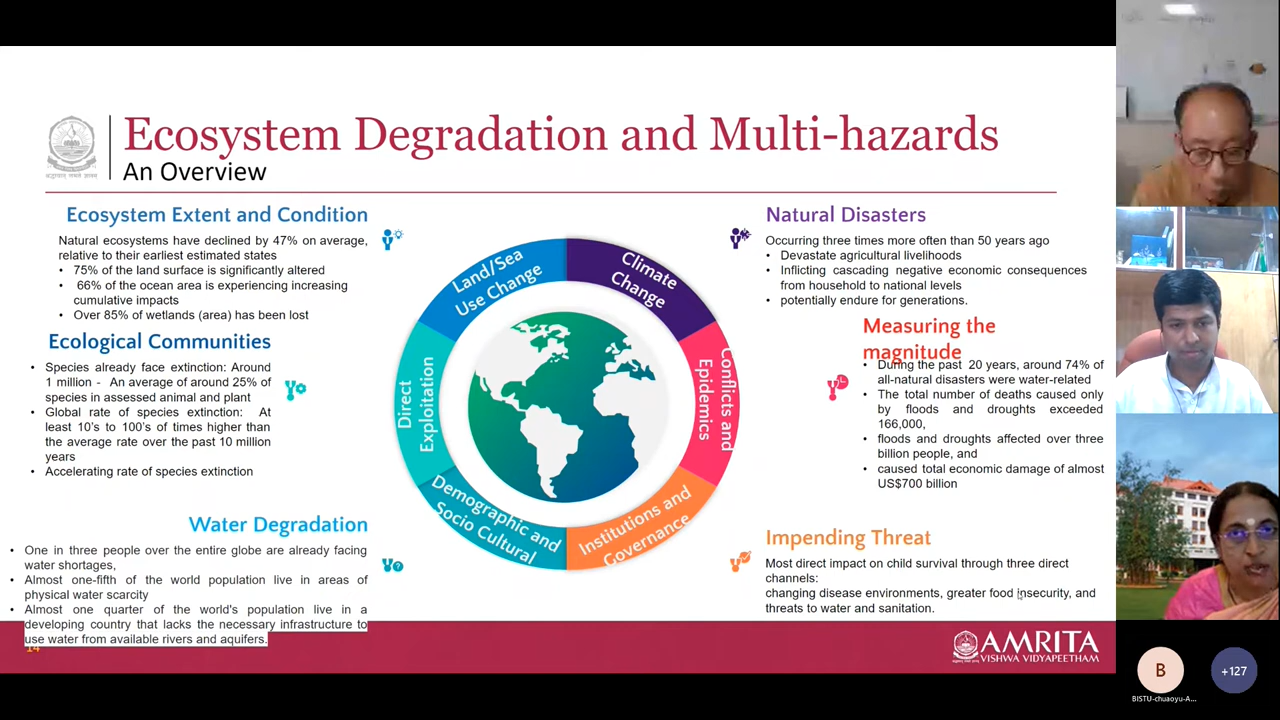 Ecosystem Degradation and Multi-hazards
An Overview
Ecosystem Extent and Condition
Natural ecosystems have declined by 47% on average,
relative to their earliest estimated states
• 75% of the land surface is significantly altered
• 66% of the ocean area is experiencing increasing
cumulative impacts
• Over 85% of wetlands (area) has been lost
Ecological Communities
• Species already face extinction: Around
1 million - An average of around 25% of
species in assessed animal and plant
• Global rate of species extinction: At
least 10's to 100's of times higher than
the average rate over the past 10 million
years
• Accelerating rate of species extinction
Water Degradation
• One in three people over the entire globe are already facing
water shortages,
• Almost one-fifth of the world population live in areas of
physical water scarcity
• Almost one quarter of the world's population live in a
developing country that lacks the necessary infrastructure to
use water from available rivers and aquifers.
14
Land/Sea
Use Change
Climate
Change
Conflicts and
Epidemics
Institutions and
Governance
Demographic and
Socio Cultural
Direct
Exploitation
Natural Disasters
Occurring three times more often than 50 years ago
• Devastate agricultural livelihoods
• Inflicting cascading negative economic consequences
from household to national levels
• potentially endure for generations.
Measuring the
magnitude
• During the past 20 years, around 74% of
all-natural disasters were water-related
• The total number of deaths caused only
by floods and droughts exceeded
166,000,
• floods and droughts affected over three
billion people, and
• caused total economic damage of almost
US$700 billion
Impending Threat
Most direct impact on child survival through three direct
channels:
changing disease environments, greater food insecurity, and
threats to water and sanitation.
AMRITA
VISHWA VIDYAPEETHAM
B
+127
BISTU-chuaoyu-A...